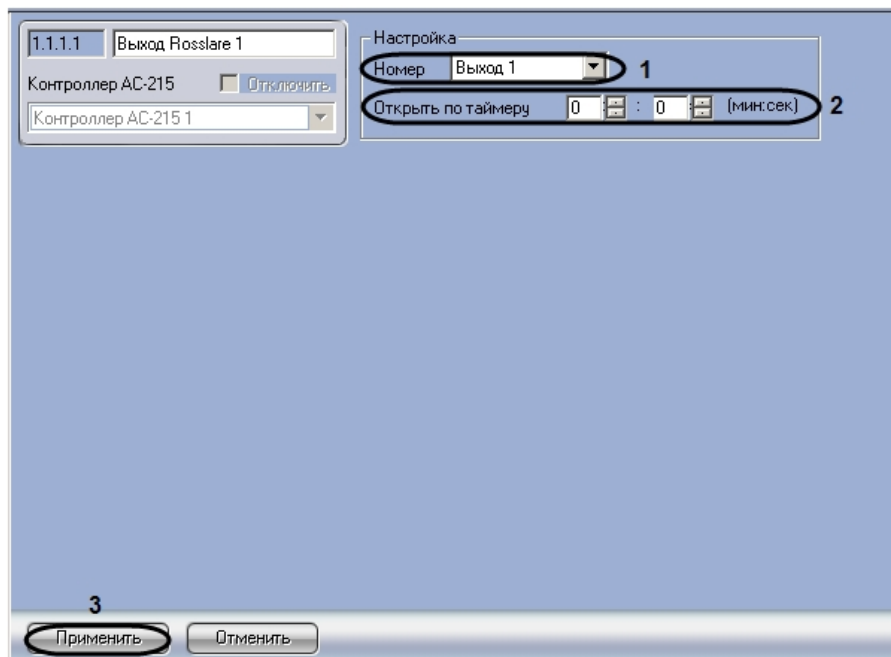 1.1.1.1 Выход Rosslare 1
Контроллер AC-215 Отключить
Контроллер AC-215 1
Настройка
Номер Выход 1 1
Открыть по таймеру 0 : 0 (мин:сек) 2
3
Применить Отменить